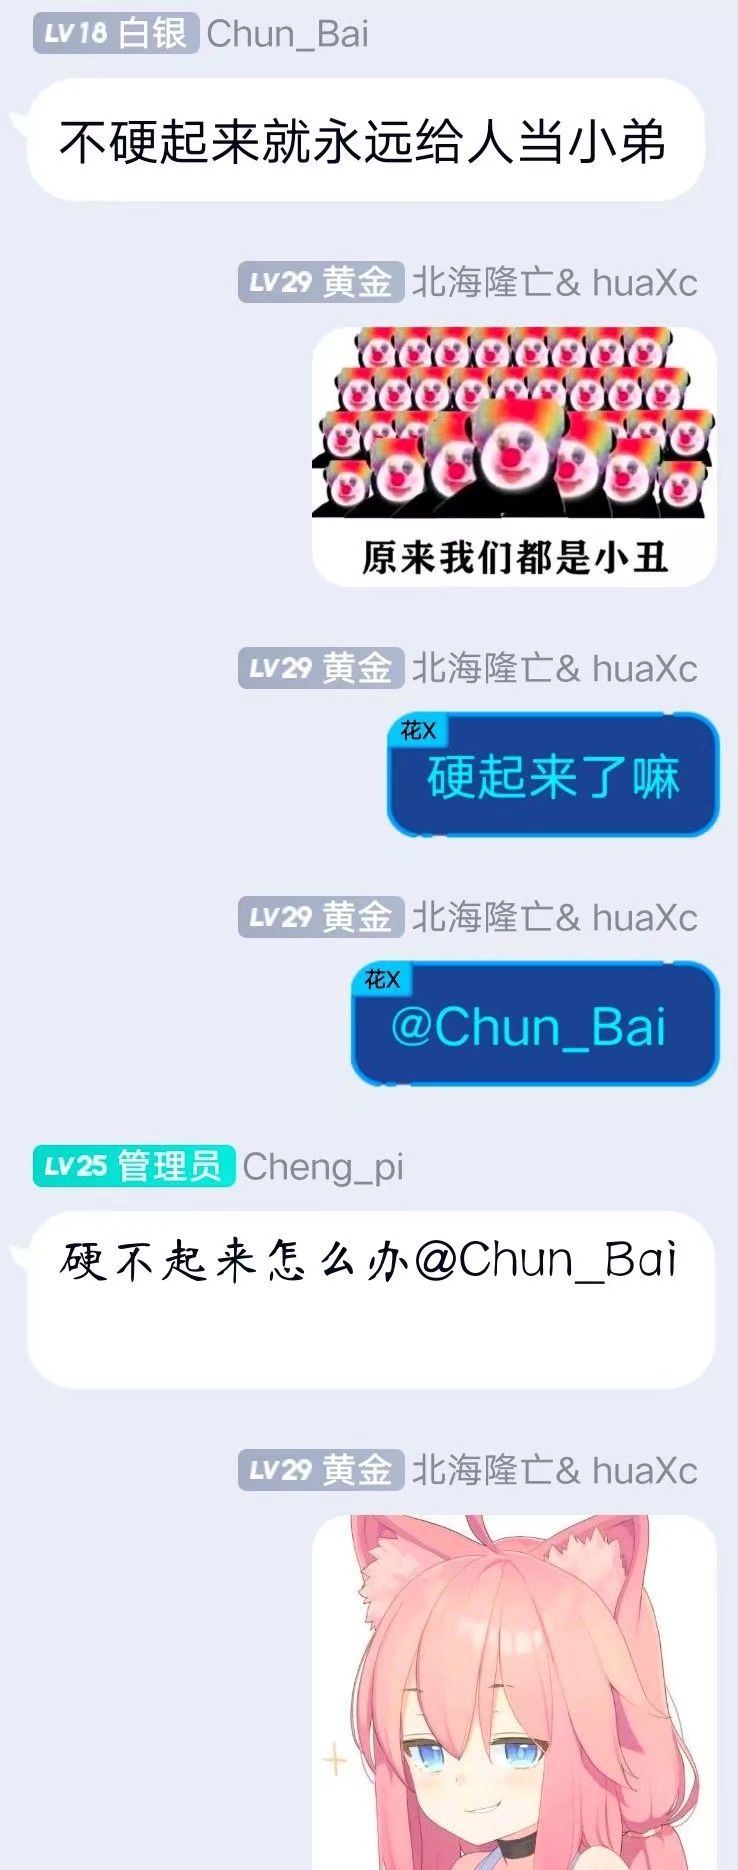 LV18 白银 Chun_Bai
不硬起来就永远给人当小弟
LV29 黄金 北海隆亡& huaXc
原来我们都是小丑
LV29 黄金 北海隆亡& huaXc
花X
硬起来了嘛
LV29 黄金 北海隆亡& huaXc
花X
@Chun_Bai
LV25 管理员 Cheng_pi
硬不起来怎么办@Chun_Bai
LV29 黄金 北海隆亡& huaXc